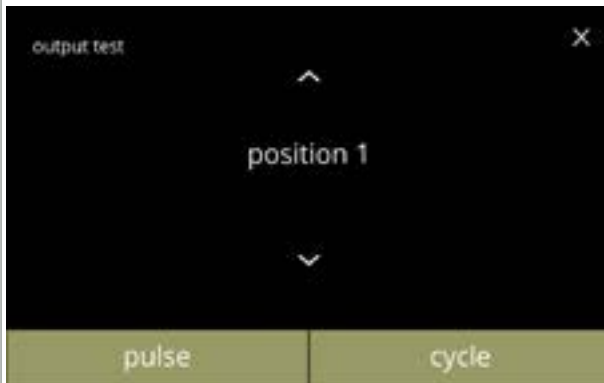 output test
position 1
pulse
cycle